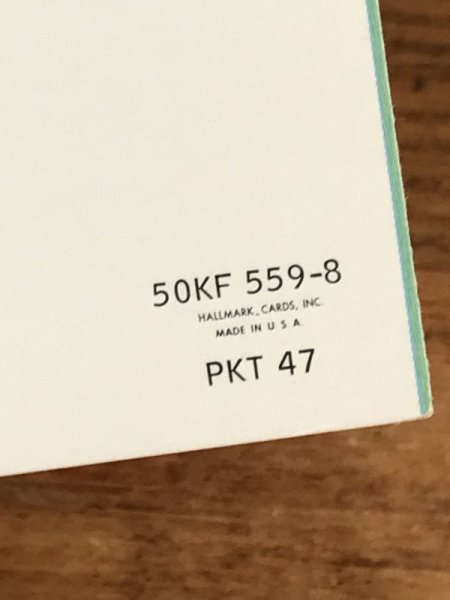 50KF 559-8
HALLMARK CARDS, INC.
MADE IN U S A.
PKT 47